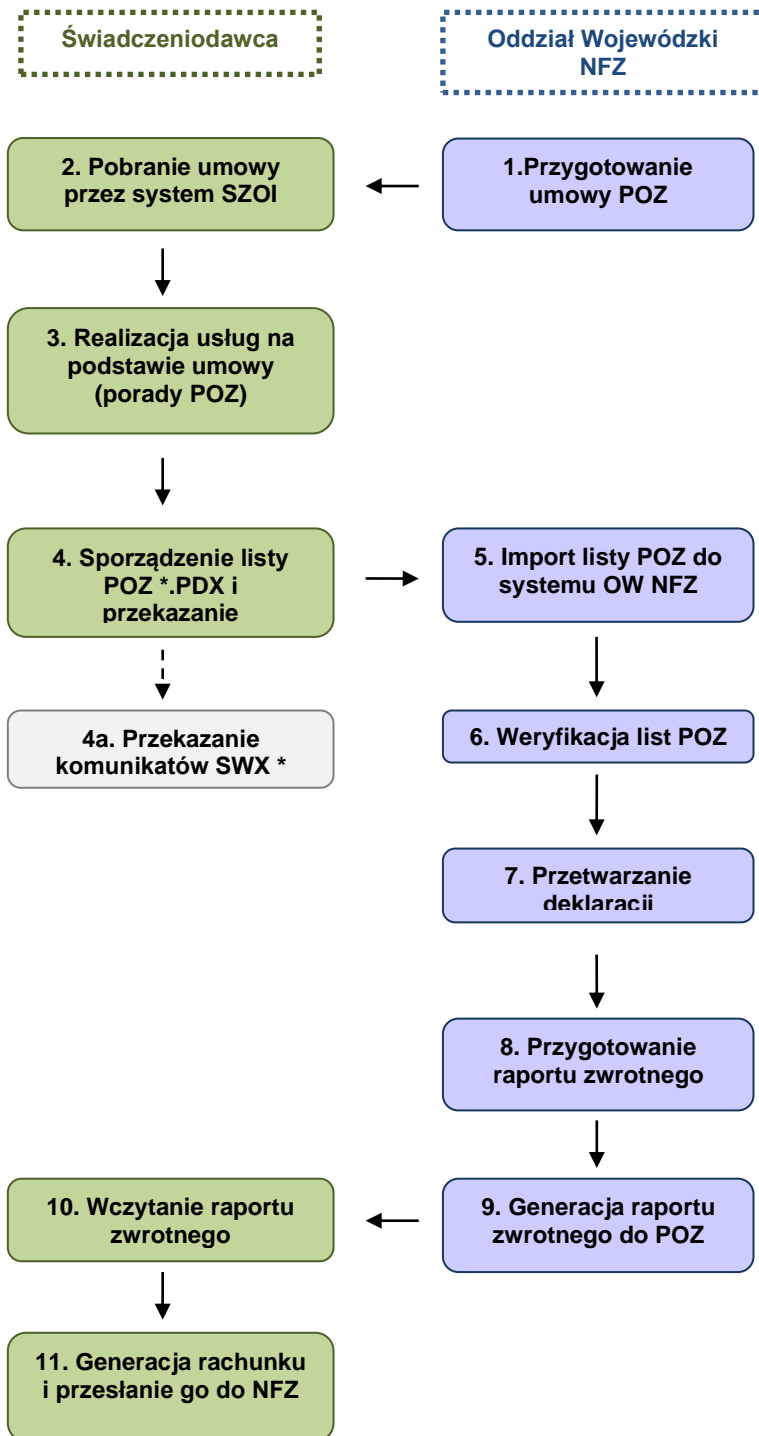 Świadczeniodawca
Oddział Wojewódzki
NFZ
2. Pobranie umowy
przez system SZOI
1.Przygotowanie
umowy POZ
3. Realizacja usług na
podstawie umowy
(porady POZ)
4. Sporządzenie listy
POZ *.PDX i
przekazanie
5. Import listy POZ do
systemu OW NFZ
4a. Przekazanie
komunikatów SWX *
6. Weryfikacja list POZ
7. Przetwarzanie
deklaracji
8. Przygotowanie
raportu zwrotnego
10. Wczytanie raportu
zwrotnego
9. Generacja raportu
zwrotnego do POZ
11. Generacja rachunku
i przesłanie go do NFZ